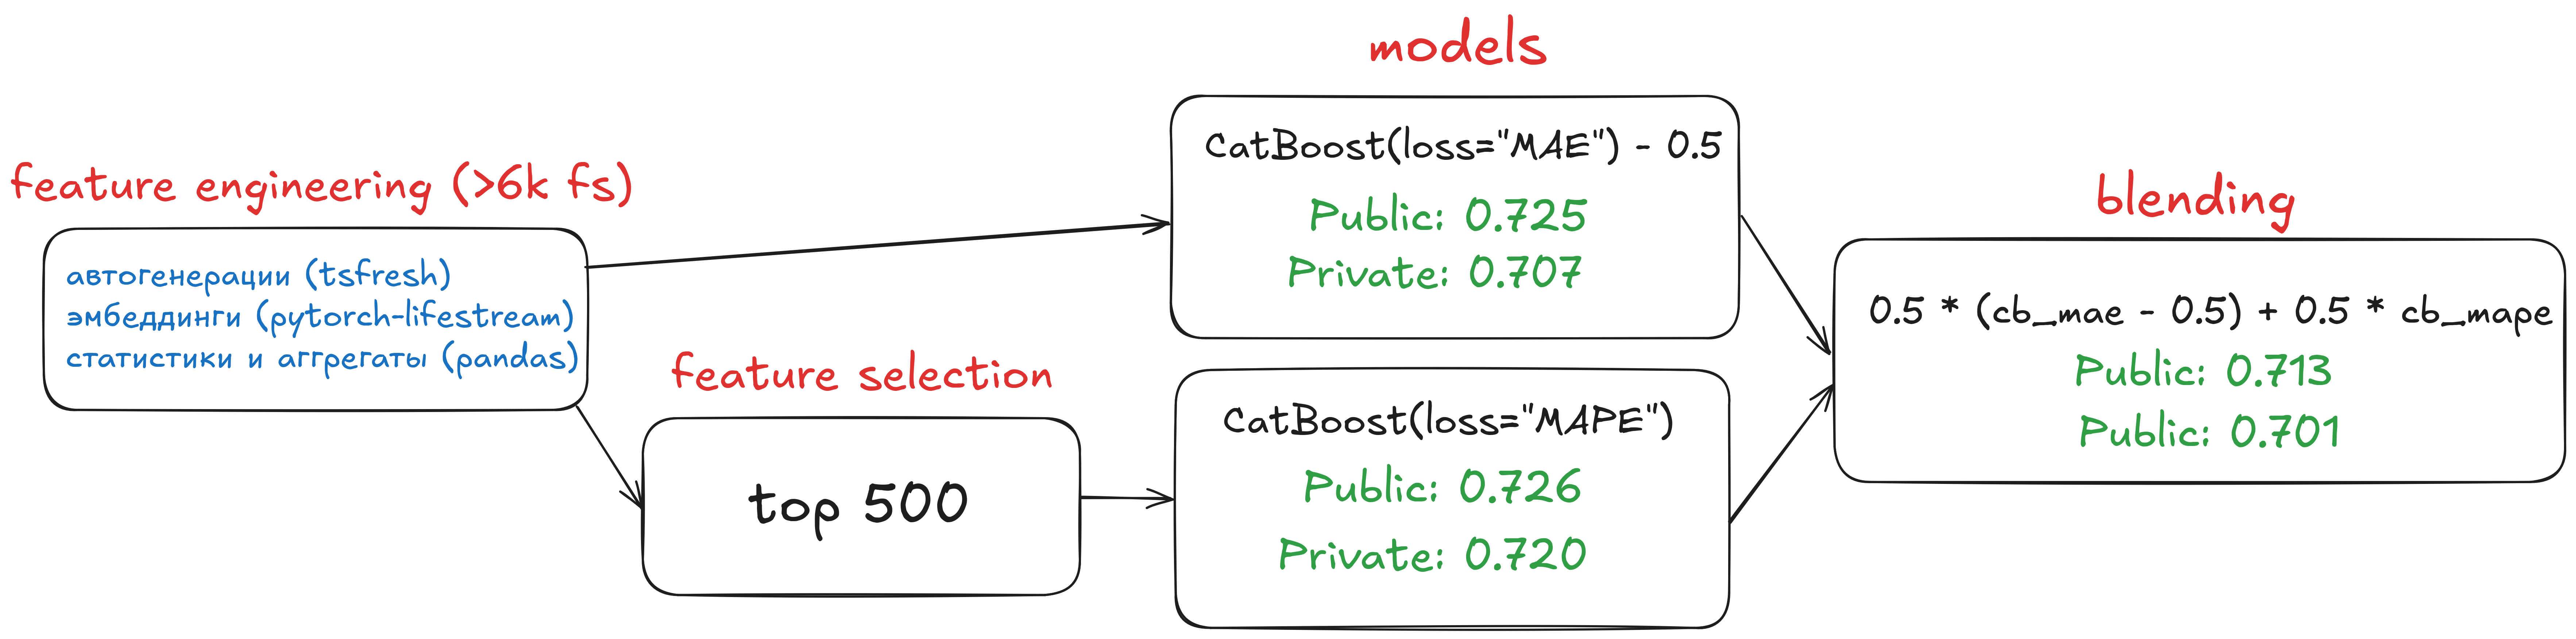 feature engineering (>6k fs)
автогенерации (tsfresh)
эмбеддинги (pytorch-lifestream)
статистики и аггрегаты (pandas)
feature selection
top 500
models
CatBoost(loss="MAE") - 0.5
Public: 0.725
Private: 0.707
CatBoost(loss="MAPE")
Public: 0.726
Private: 0.720
blending
0.5 * (cb_mae - 0.5) + 0.5 * cb_mape
Public: 0.713
Public: 0.701